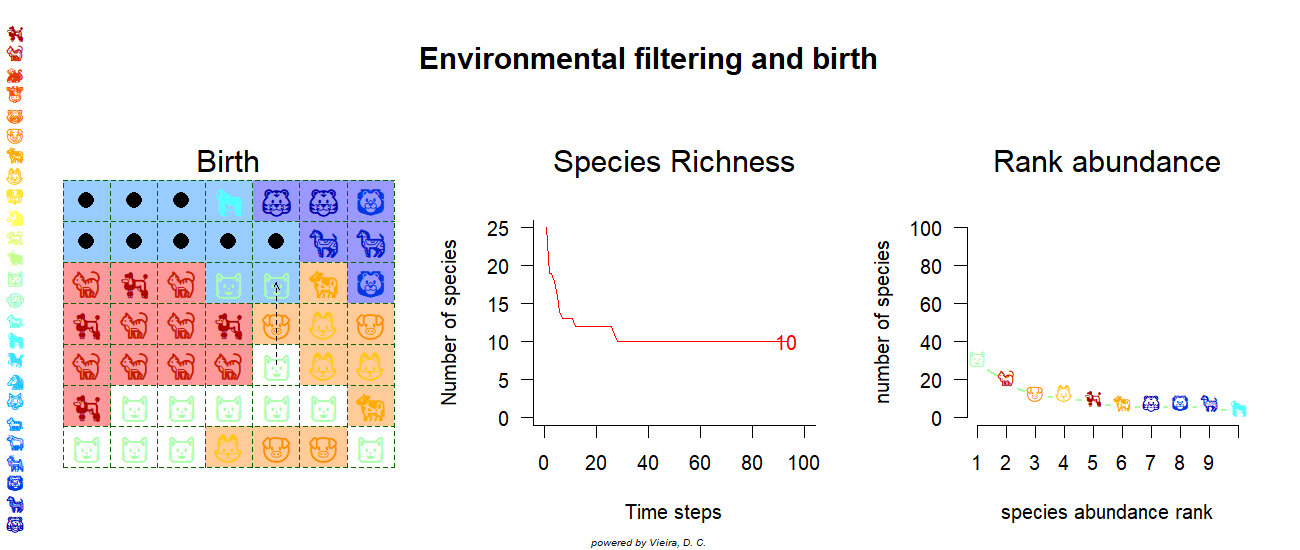 Environmental filtering and birth
Birth
Species Richness
Rank abundance
Number of species
25
20
15
10
5
0
10
0 20 40 60 80 100
Time steps
number of species
100
80
60
40
20
0
1 2 3 4 5 6 7 8 9
species abundance rank
powered by Vieira, D. C.